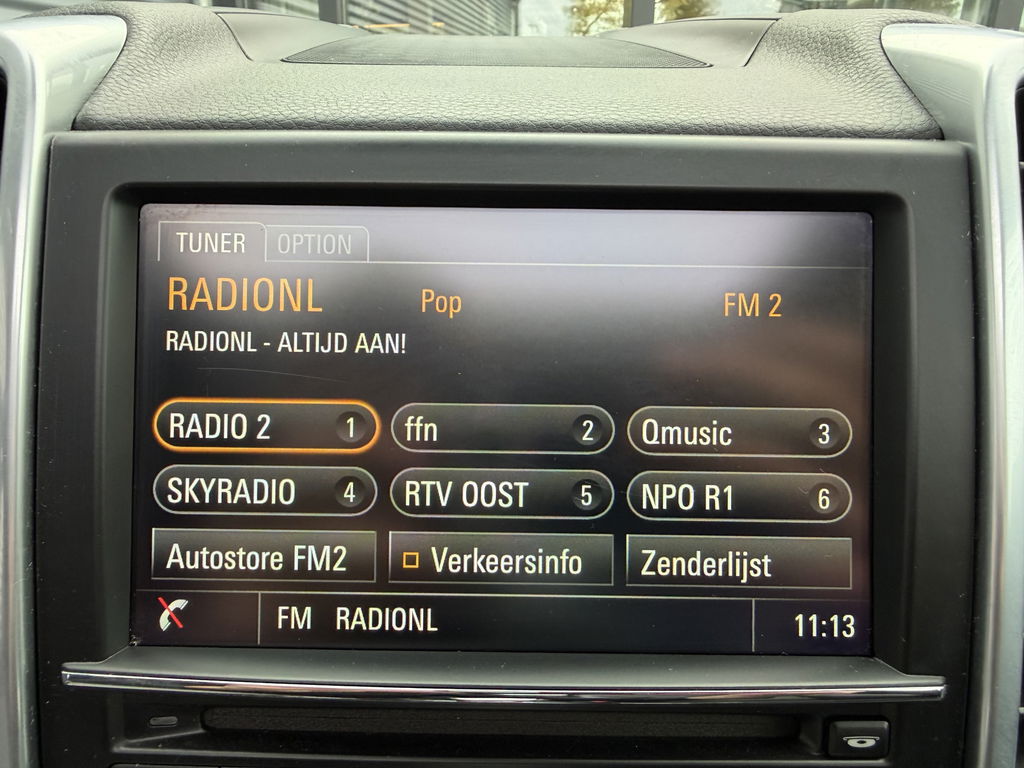 TUNER OPTION
RADIONL Pop FM 2
RADIONL - ALTIJD AAN!
RADIO 2 1 ffn 2 Qmusic 3
SKYRADIO 4 RTV OOST 5 NPO R1 6
Autostore FM2 Verkeersinfo Zenderlijst
FM RADIONL 11:13